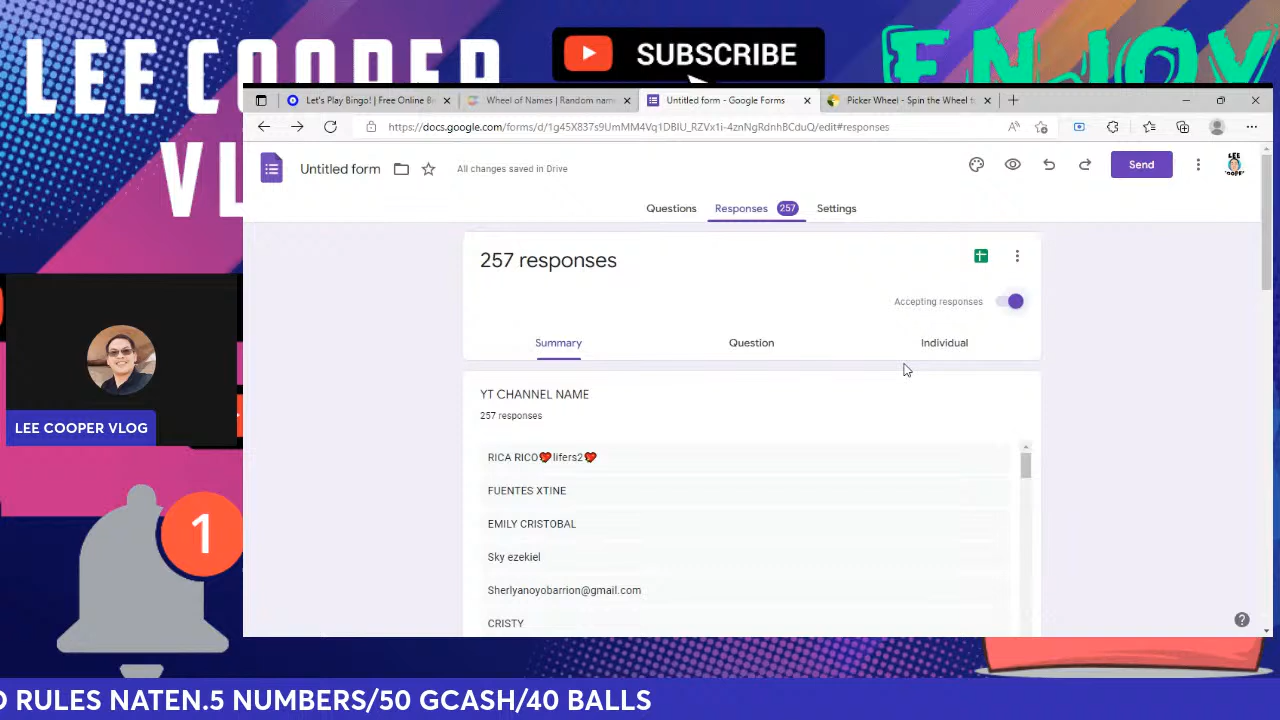 LEE COOPER
VL
SUBSCRIBE
ENJOY
Let's Play Bingo! | Free Online B
Wheel of Names | Random nam
Untitled form - Google Forms
Picker Wheel - Spin the Wheel t
https://docs.google.com/forms/d/1g45X837s9UmMM4Vq1DBIU_RZVx1i-4znNgRdnhBCduQ/edit#responses
Untitled form
All changes saved in Drive
Send
Questions
Responses 257
Settings
257 responses
Accepting responses
Summary
Question
Individual
YT CHANNEL NAME
257 responses
RICA RICO❤lifers2❤
FUENTES XTINE
EMILY CRISTOBAL
Sky ezekiel
Sherlyanoyobarrion@gmail.com
CRISTY
LEE COOPER VLOG
1
RULES NATEN.5 NUMBERS/50 GCASH/40 BALLS